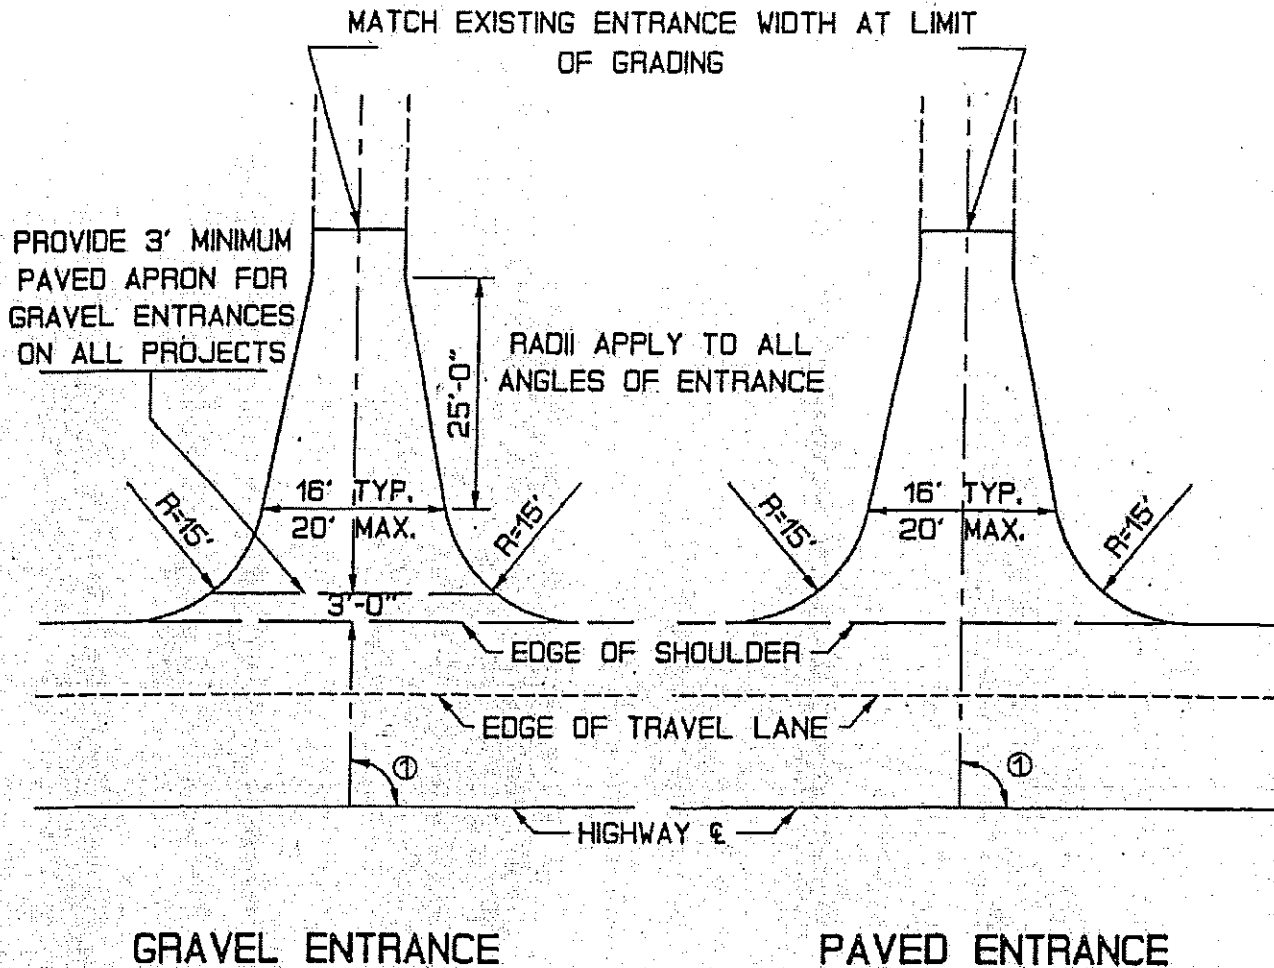 MATCH EXISTING ENTRANCE WIDTH AT LIMIT
OF GRADING
PROVIDE 3' MINIMUM
PAVED APRON FOR
GRAVEL ENTRANCES
ON ALL PROJECTS
RADII APPLY TO ALL
ANGLES OF ENTRANCE
25'-0"
R=15'
16' TYP.
20' MAX.
R=15'
3'-0"
R=15'
16' TYP.
20' MAX.
R=15'
EDGE OF SHOULDER
EDGE OF TRAVEL LANE
①
①
HIGHWAY ℄
GRAVEL ENTRANCE
PAVED ENTRANCE